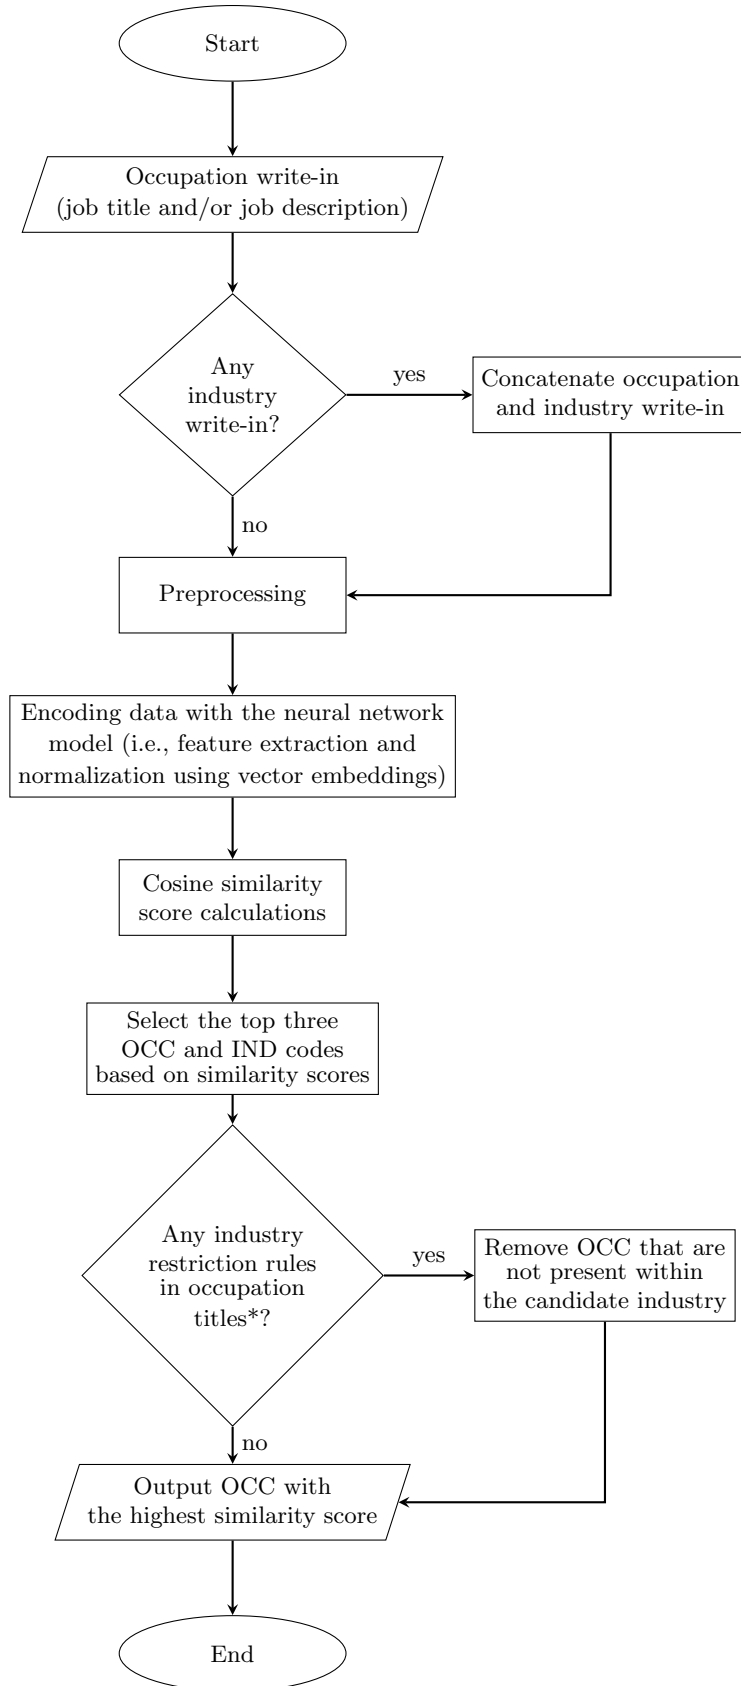 Start
Occupation write-in
(job title and/or job description)
Any
industry
write-in?
yes
Concatenate occupation
and industry write-in
no
Preprocessing
Encoding data with the neural network
model (i.e., feature extraction and
normalization using vector embeddings)
Cosine similarity
score calculations
Select the top three
OCC and IND codes
based on similarity scores
Any industry
restriction rules
in occupation
titles*?
yes
Remove OCC that are
not present within
the candidate industry
no
Output OCC with
the highest similarity score
End